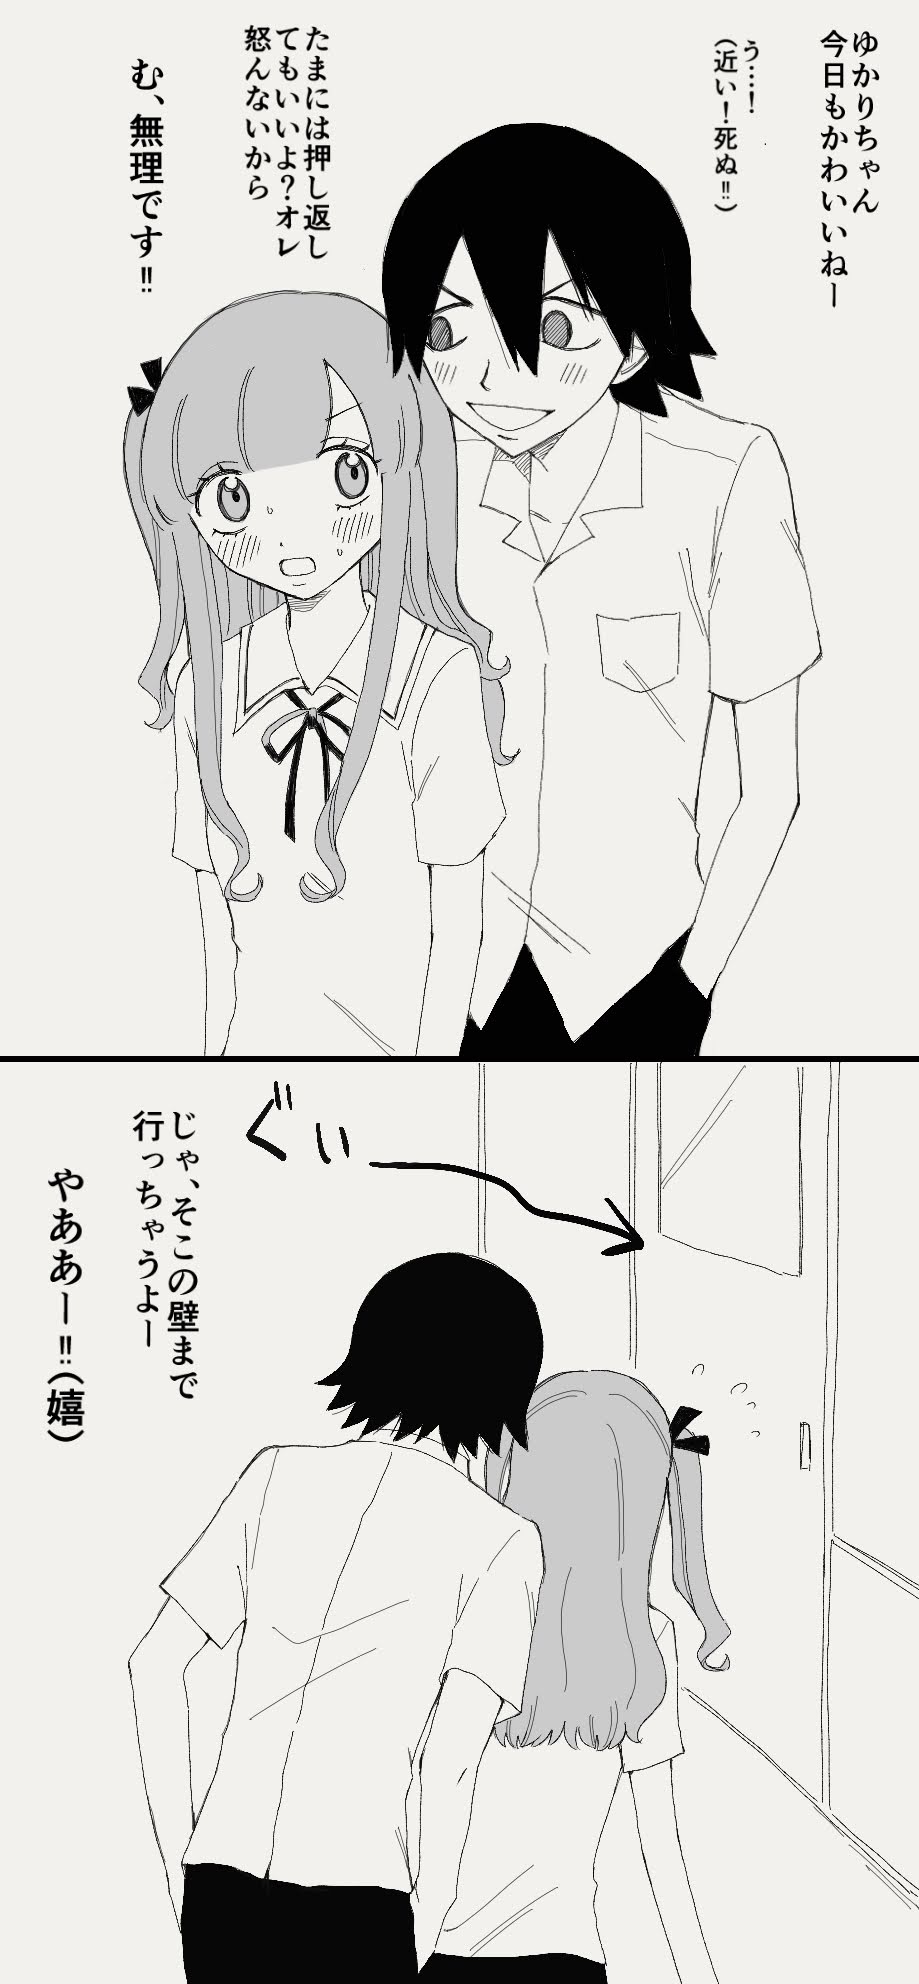 ゆかりちゃん
今日もかわいいねー
う…!
(近い!死ぬ!!)
たまには押し返し
てもいいよ?オレ
怒んないから
む、無理です!!
ぐいい
じゃ、そこの壁まで
行っちゃうよー
やああー!!(嬉)